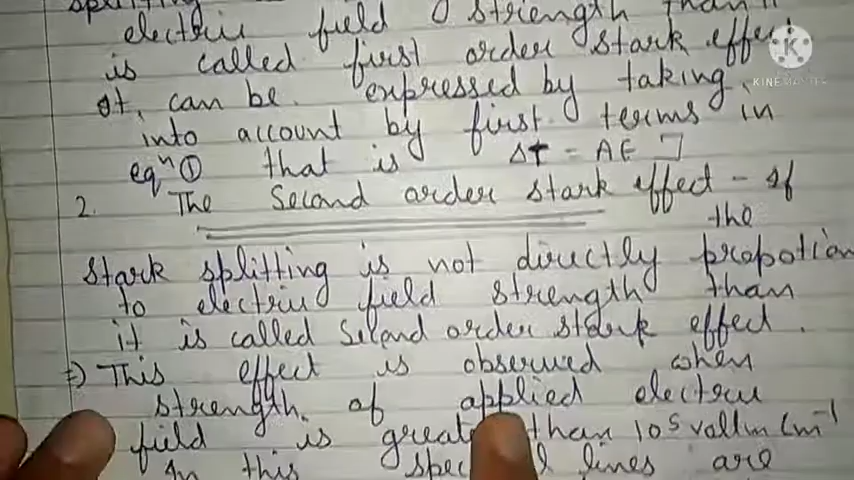 electric field strength than it
is called first order stark effect
It can be expressed by taking
into account by first terms in
eqⁿ ① that is ΔT = AE ]
2. The Second order stark effect - If
the
stark splitting is not directly propotion
to electric field strength than
it is called Second order stark effect.
=) This effect is observed when
strength of applied electric
field is than 10⁵ cm⁻¹
In this lines are
K
KINEMASTER